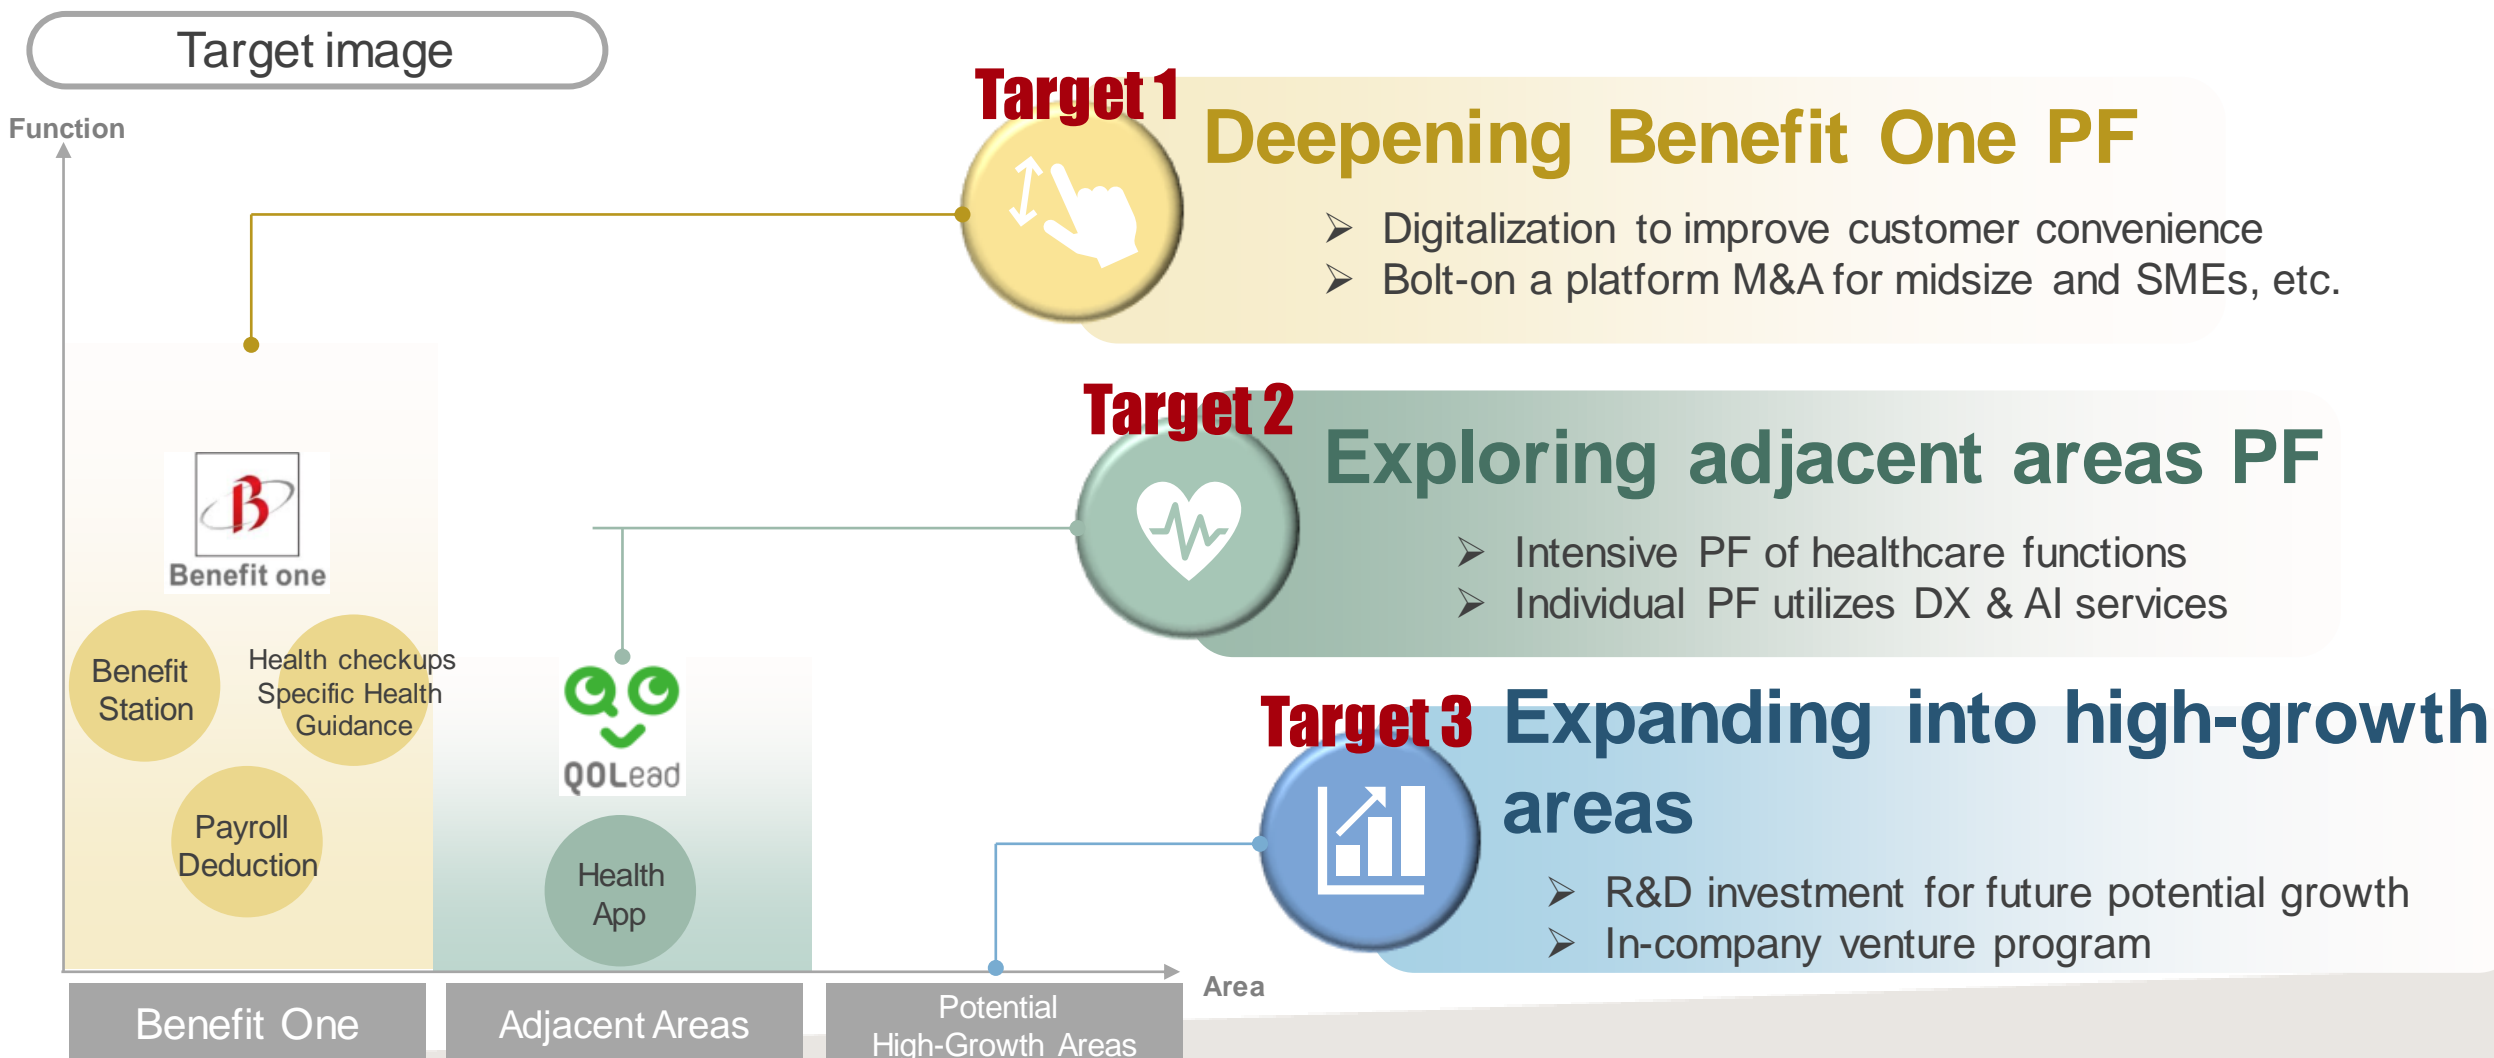 Target image
Function
Target 1
Deepening Benefit One PF
➢ Digitalization to improve customer convenience
➢ Bolt-on a platform M&A for midsize and SMEs, etc.
Target 2
Exploring adjacent areas PF
➢ Intensive PF of healthcare functions
➢ Individual PF utilizes DX & AI services
Target 3
Expanding into high-growth
areas
➢ R&D investment for future potential growth
➢ In-company venture program
B
Benefit one
Benefit
Station
Health checkups
Specific Health
Guidance
Payroll
Deduction
QOLead
Health
App
Area
Benefit One
Adjacent Areas
Potential
High-Growth Areas